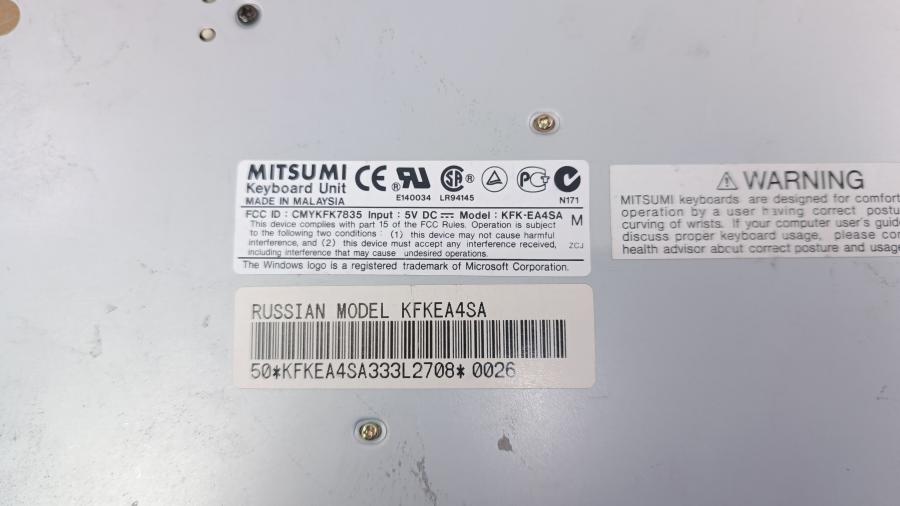 MITSUMI
Keyboard Unit
MADE IN MALAYSIA
CE
E140034 LR94145
N171
FCC ID : CMYKFK7835 Input : 5V DC Model : KFK-EA4SA
M
This device complies with part 15 of the FCC Rules. Operation is subject
to the following two conditions : (1) this device may not cause harmful
interference, and (2) this device must accept any interference received,
including interference that may cause undesired operations.
ZCJ
The Windows logo is a registered trademark of Microsoft Corporation.
RUSSIAN MODEL KFKEA4SA
50*KFKEA4SA333L2708* 0026
WARNING
MITSUMI keyboards are designed for comfort
operation by a user having correct postu
curving of wrists. If your computer user's guid
discuss proper keyboard usage, please con
health advisor about correct posture and usag